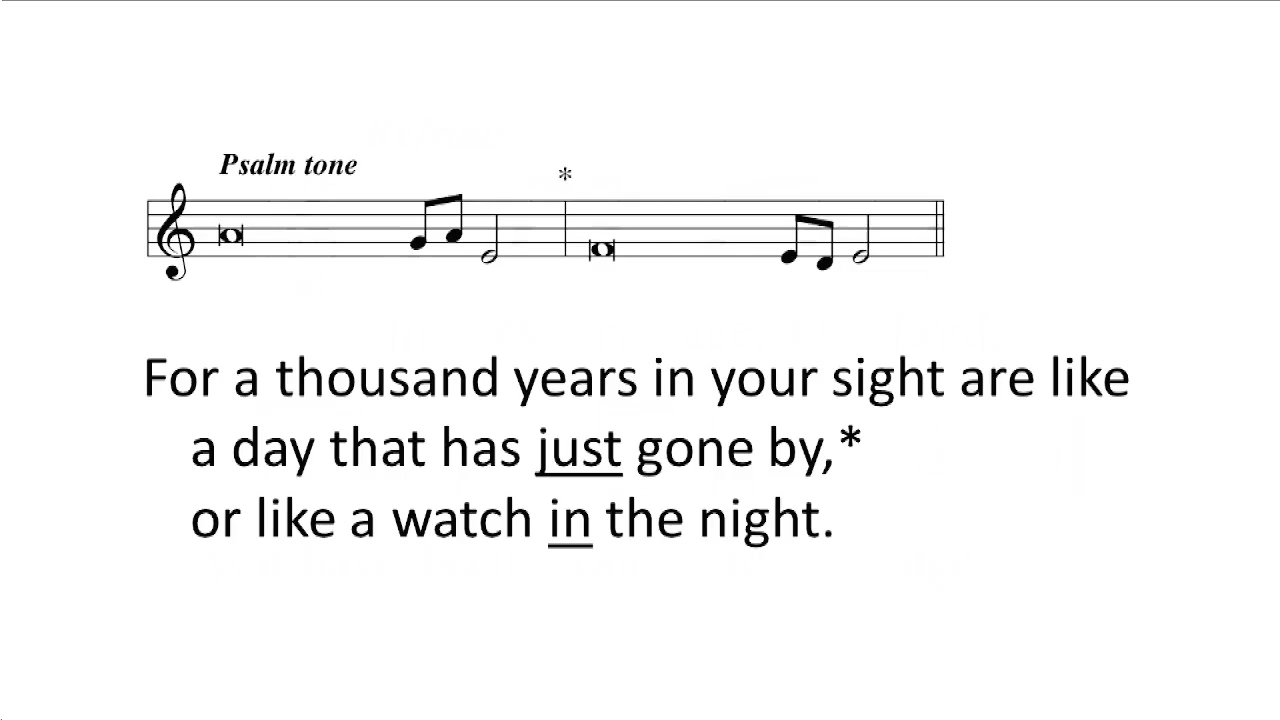 Psalm tone
*
For a thousand years in your sight are like
a day that has just gone by,*
or like a watch in the night.